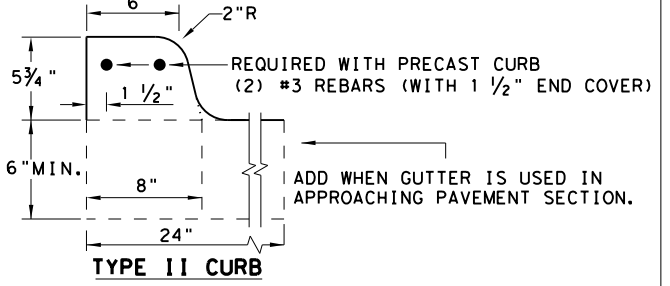 6"
2"R
REQUIRED WITH PRECAST CURB
(2) #3 REBARS (WITH 1 ½" END COVER)
5¾"
1 ½"
6"MIN.
8"
ADD WHEN GUTTER IS USED IN
APPROACHING PAVEMENT SECTION.
24"
TYPE II CURB